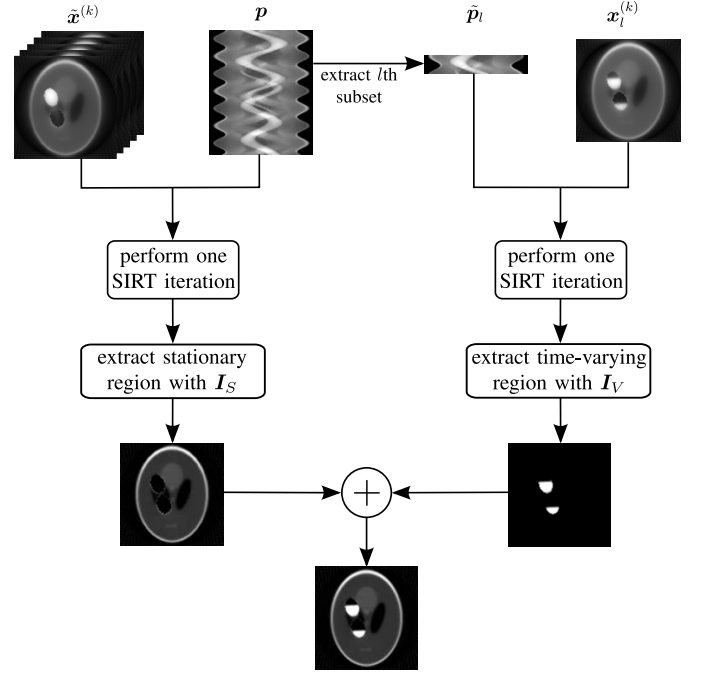 x̃^(k)
p
p̃_l
x_l^(k)
extract lth
subset
perform one
SIRT iteration
perform one
SIRT iteration
extract stationary
region with I_S
extract time-varying
region with I_V
+